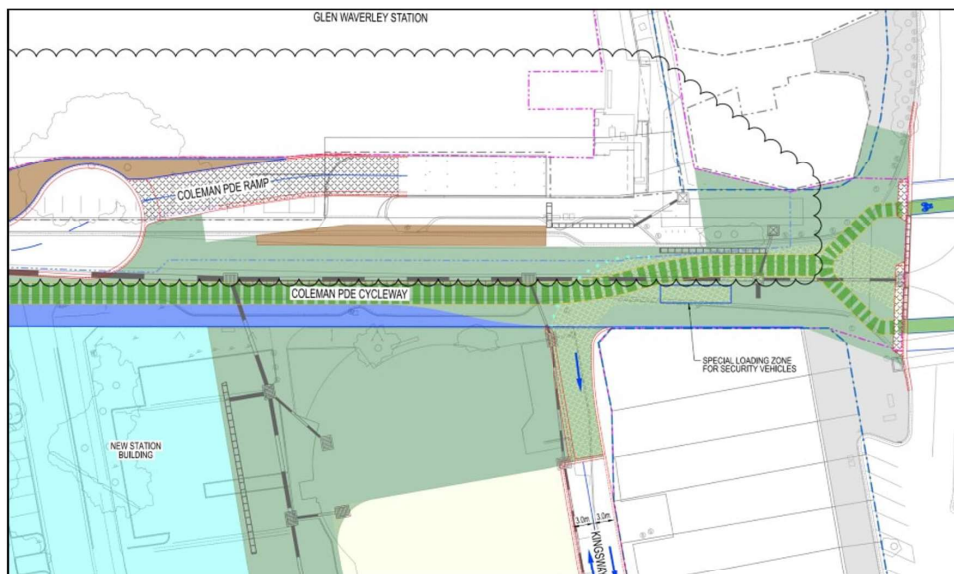 GLEN WAVERLEY STATION
COLEMAN PDE RAMP
COLEMAN PDE CYCLEWAY
SPECIAL LOADING ZONE
FOR SECURITY VEHICLES
NEW STATION
BUILDING
3.0m 3.0m
KINGSWAY